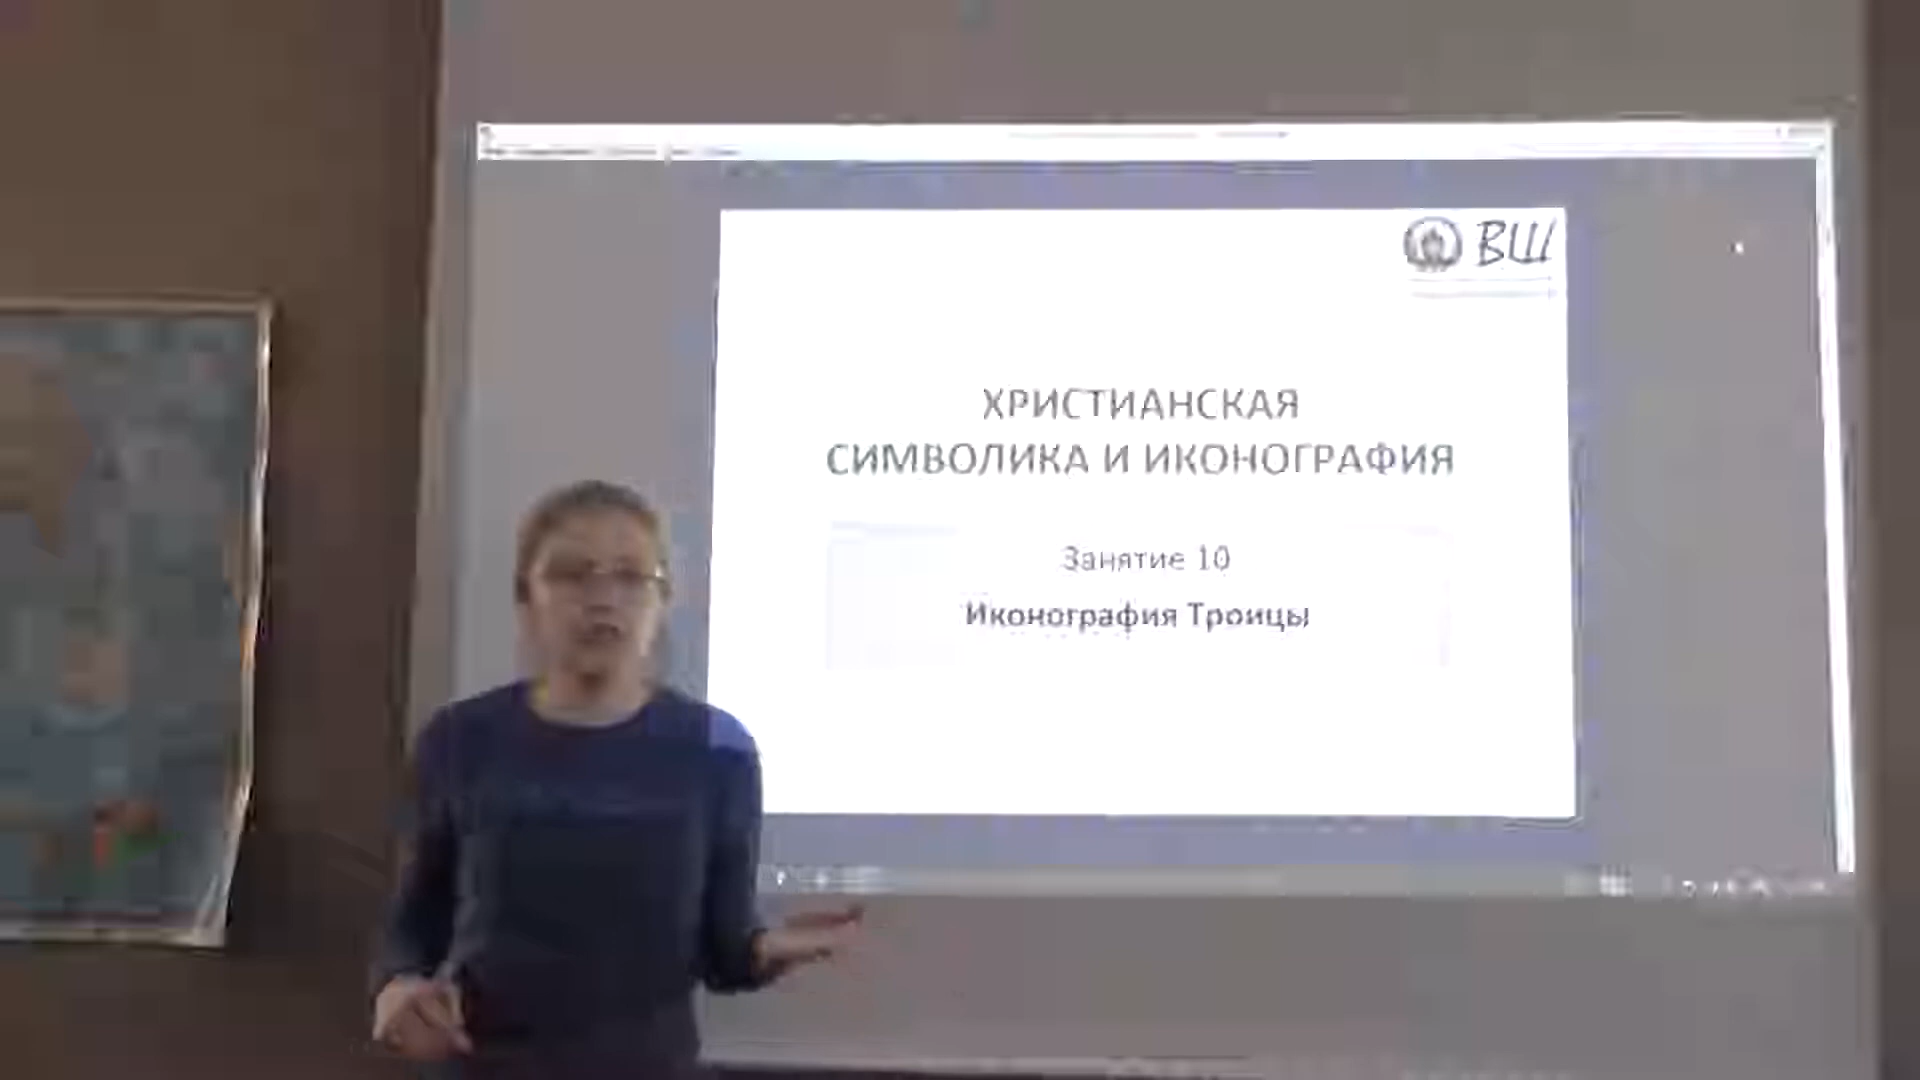 ВШ
ХРИСТИАНСКАЯ
СИМВОЛИКА И ИКОНОГРАФИЯ
Занятие 10
Иконография Троицы